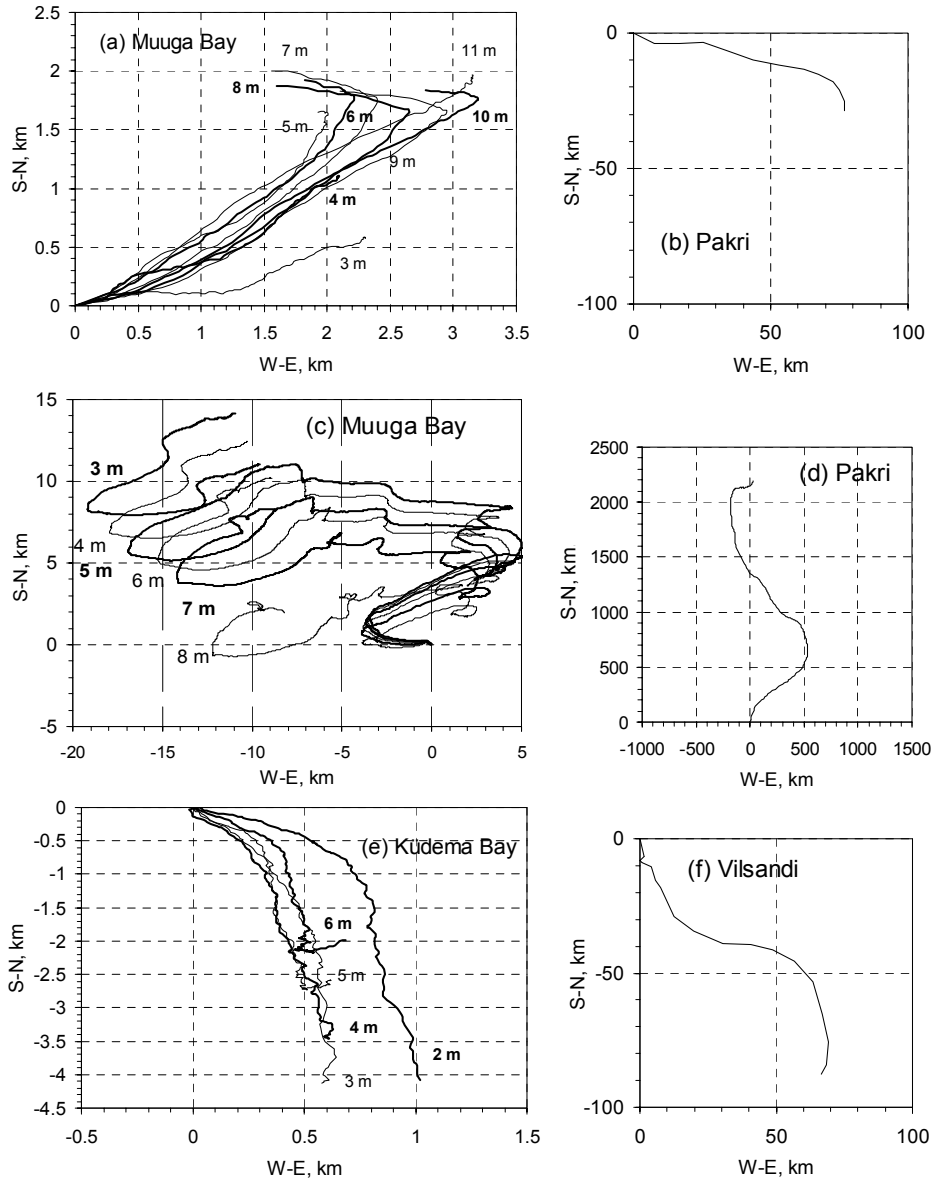 (a) Muuga Bay
2.5
2
1.5
1
0.5
0
S-N, km
7 m
11 m
8 m
5 m
6 m
10 m
9 m
4 m
3 m
0 0.5 1 1.5 2 2.5 3 3.5
W-E, km
(b) Pakri
0
-50
-100
S-N, km
0 50 100
W-E, km
(c) Muuga Bay
15
10
5
0
-5
S-N, km
3 m
4 m
5 m
6 m
7 m
8 m
-20 -15 -10 -5 0 5
W-E, km
(d) Pakri
2500
2000
1500
1000
500
0
S-N, km
-1000 -500 0 500 1000 1500
W-E, km
(e) Küdema Bay
0
-0.5
-1
-1.5
-2
-2.5
-3
-3.5
-4
-4.5
S-N, km
6 m
5 m
4 m
2 m
3 m
-0.5 0 0.5 1 1.5
W-E, km
(f) Vilsandi
0
-50
-100
S-N, km
0 50 100
W-E, km